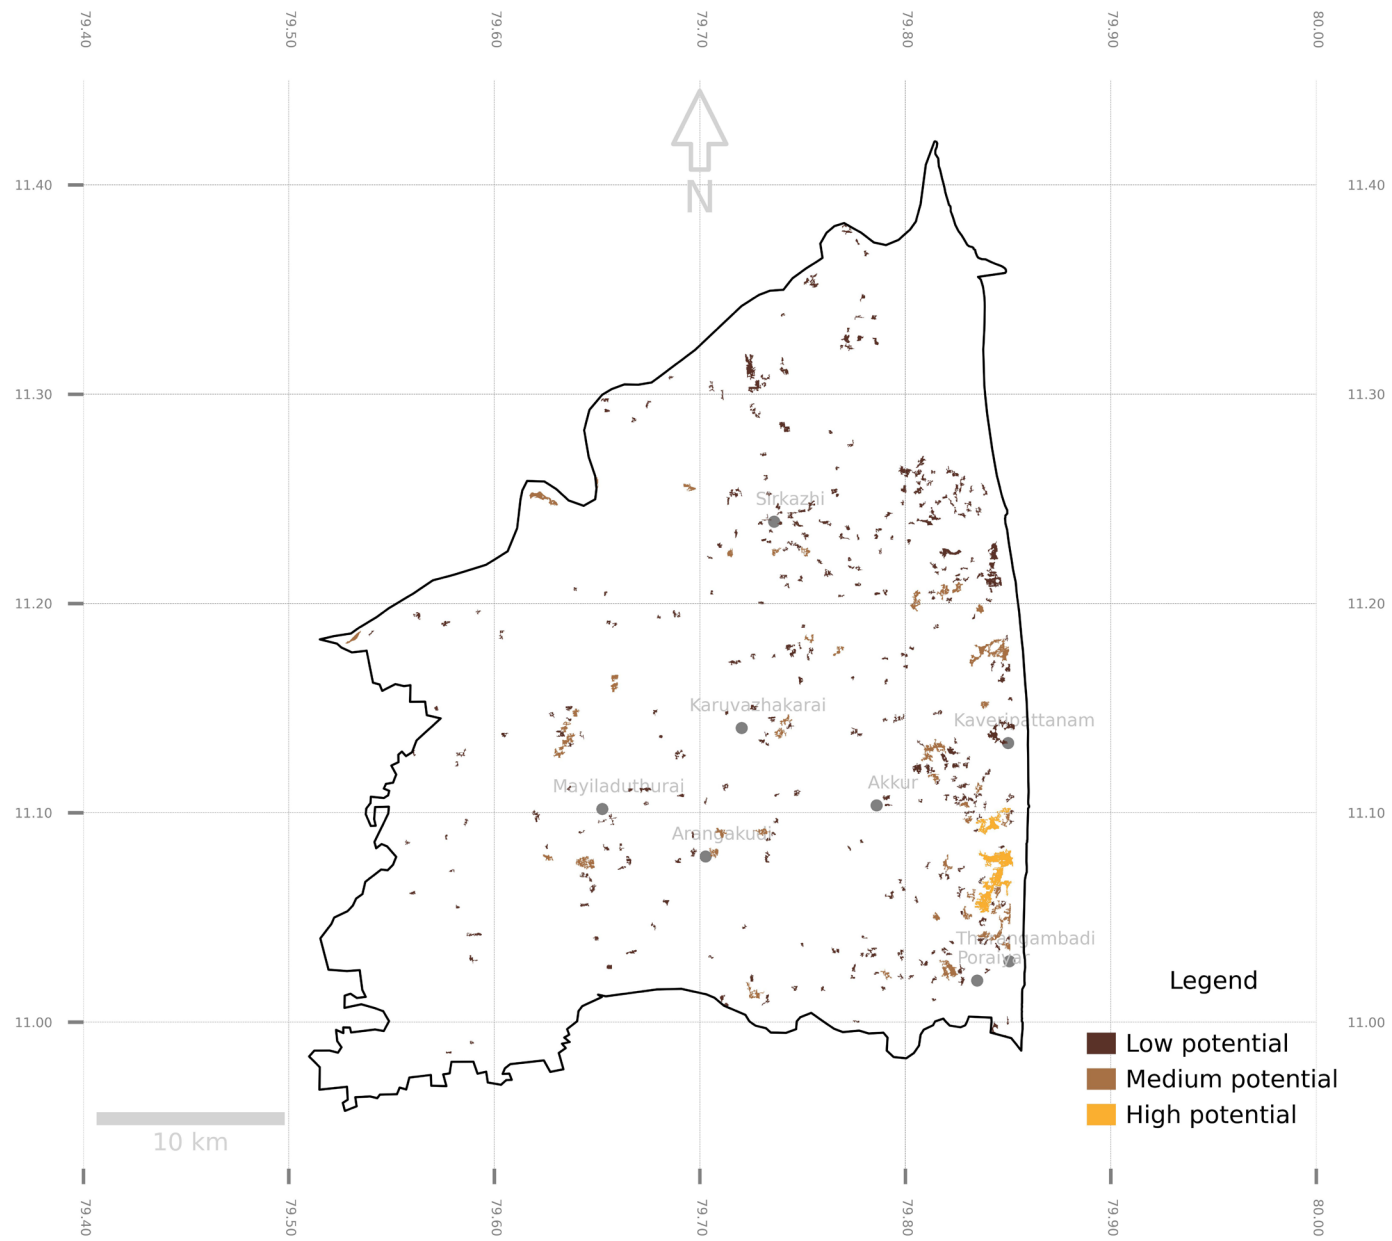 79.40 79.50 79.60 79.70 79.80 79.90 80.00
N
11.40 11.40
11.30 11.30
Sirkazhi
11.20 11.20
Karuvazhakarai
Kaveripattanam
Mayiladuthurai
Akkur
11.10 11.10
Arangakudi
Tharangambadi
Poraiyar
Legend
11.00 11.00
Low potential
Medium potential
High potential
10 km
79.40 79.50 79.60 79.70 79.80 79.90 80.00